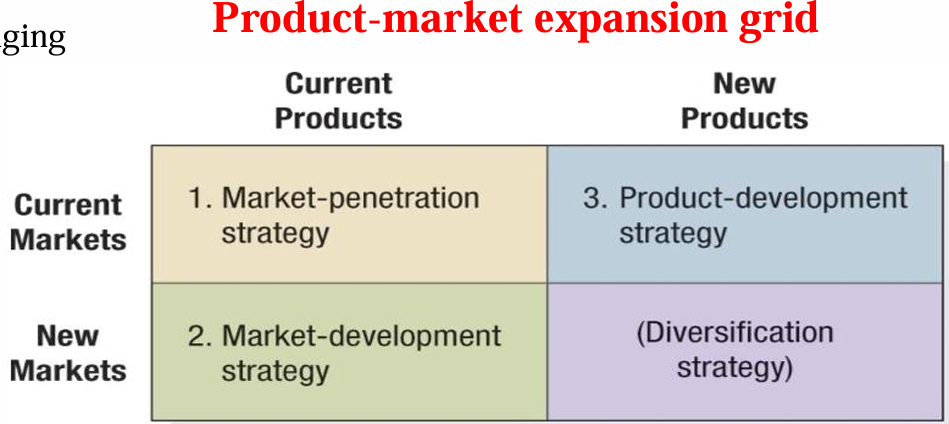 Product-market expansion grid
ging
Current
Products
New
Products
Current
Markets
1. Market-penetration
strategy
3. Product-development
strategy
New
Markets
2. Market-development
strategy
(Diversification
strategy)